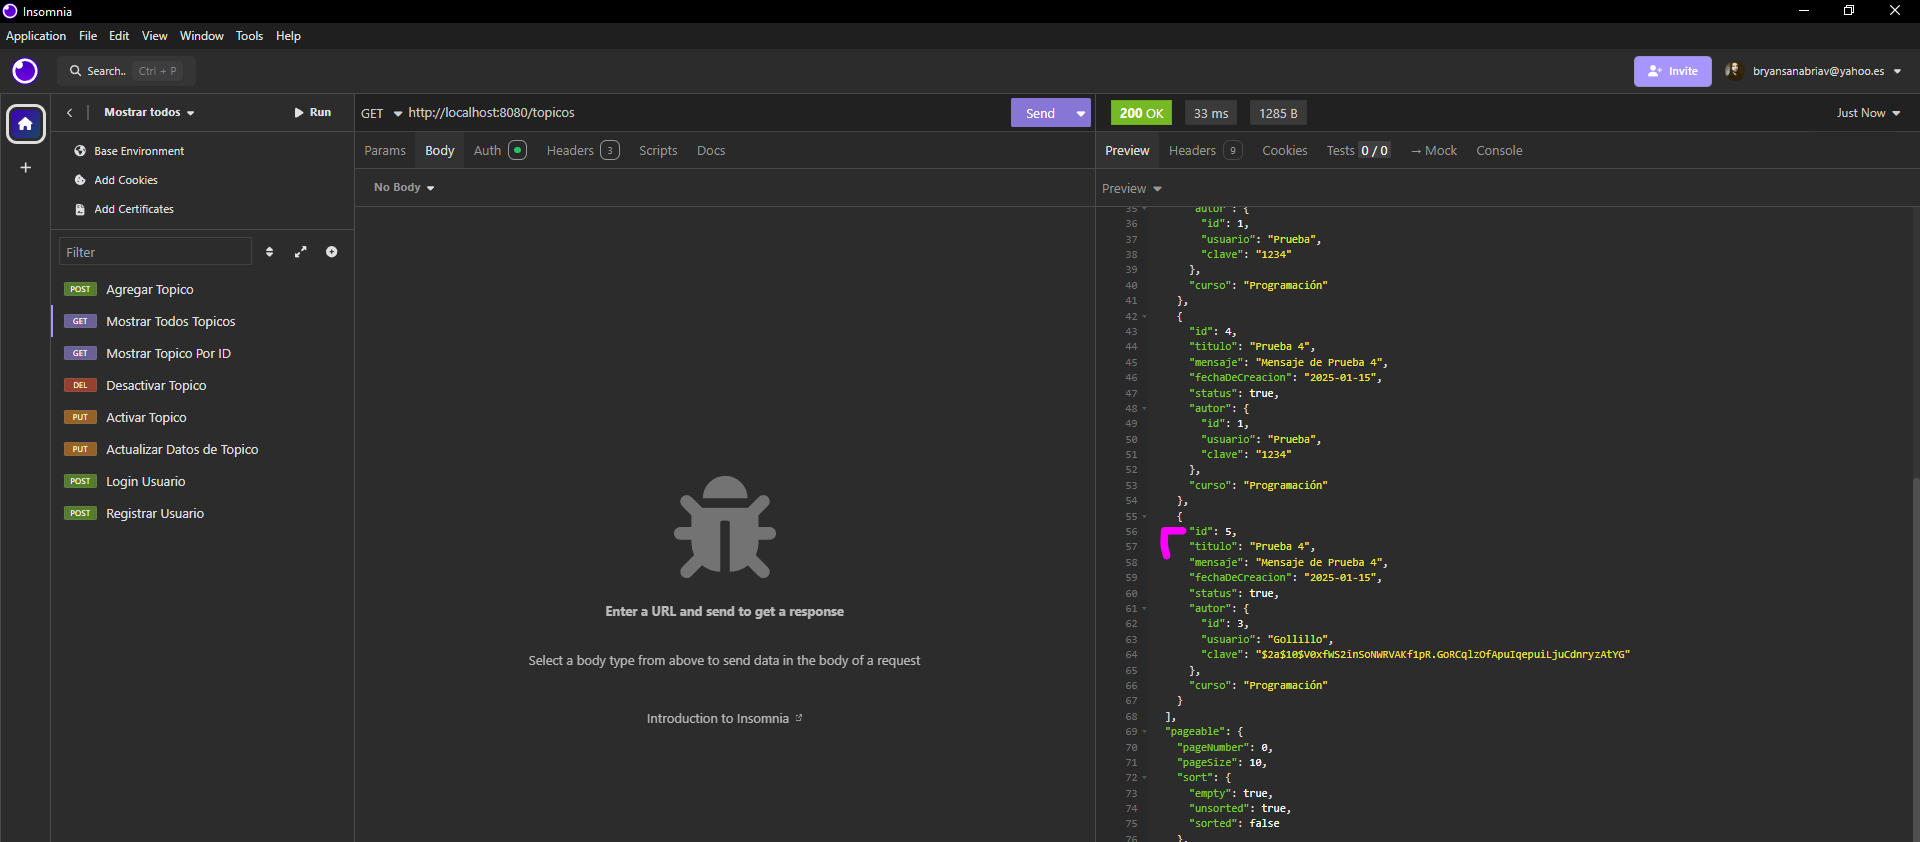 Insomnia
Application File Edit View Window Tools Help
Search.. Ctrl + P
Invite
bryansanabriav@yahoo.es
Mostrar todos
Run
Base Environment
Add Cookies
Add Certificates
Filter
POST Agregar Topico
GET Mostrar Todos Topicos
GET Mostrar Topico Por ID
DEL Desactivar Topico
PUT Activar Topico
PUT Actualizar Datos de Topico
POST Login Usuario
POST Registrar Usuario
GET http://localhost:8080/topicos
Send
Params Body Auth Headers 3 Scripts Docs
No Body
Enter a URL and send to get a response
Select a body type from above to send data in the body of a request
Introduction to Insomnia
200 OK 33 ms 1285 B
Just Now
Preview Headers 9 Cookies Tests 0 / 0 → Mock Console
Preview
35 "autor": {
36 "id": 1,
37 "usuario": "Prueba",
38 "clave": "1234"
39 },
40 "curso": "Programación"
41 },
42 {
43 "id": 4,
44 "titulo": "Prueba 4",
45 "mensaje": "Mensaje de Prueba 4",
46 "fechaDeCreacion": "2025-01-15",
47 "status": true,
48 "autor": {
49 "id": 1,
50 "usuario": "Prueba",
51 "clave": "1234"
52 },
53 "curso": "Programación"
54 },
55 {
56 "id": 5,
57 "titulo": "Prueba 4",
58 "mensaje": "Mensaje de Prueba 4",
59 "fechaDeCreacion": "2025-01-15",
60 "status": true,
61 "autor": {
62 "id": 3,
63 "usuario": "Gollillo",
64 "clave": "$2a$10$V0xfWS2inSoNWRVAKf1pR.GoRCqlzOfApuIqepuiLjuCdnryzAtYG"
65 },
66 "curso": "Programación"
67 }
68 ],
69 "pageable": {
70 "pageNumber": 0,
71 "pageSize": 10,
72 "sort": {
73 "empty": true,
74 "unsorted": true,
75 "sorted": false
76 },